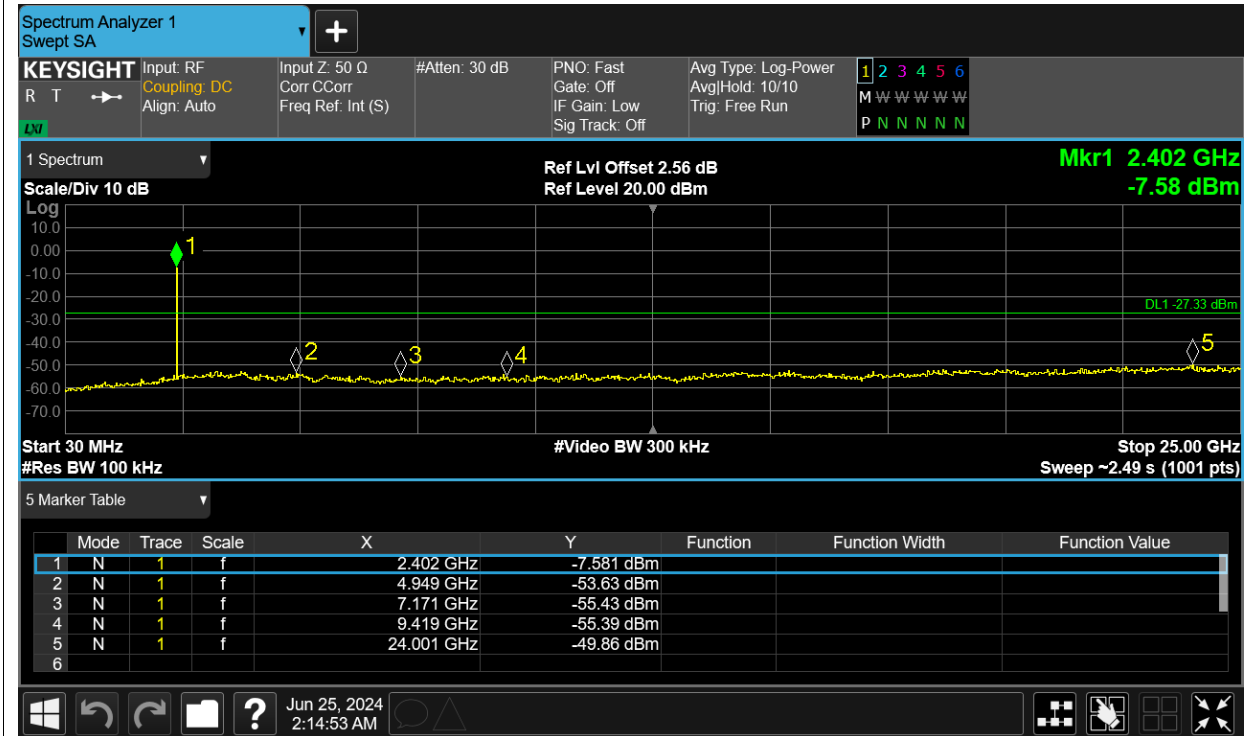 Spectrum Analyzer 1
Swept SA
+
KEYSIGHT
R T
LXI
Input: RF
Coupling: DC
Align: Auto
Input Z: 50 Ω
Corr CCorr
Freq Ref: Int (S)
#Atten: 30 dB
PNO: Fast
Gate: Off
IF Gain: Low
Sig Track: Off
Avg Type: Log-Power
Avg|Hold: 10/10
Trig: Free Run
1 2 3 4 5 6
M W W W W W W
P N N N N N N
1 Spectrum
Scale/Div 10 dB
Ref Lvl Offset 2.56 dB
Ref Level 20.00 dBm
Mkr1 2.402 GHz
-7.58 dBm
Log
10.0
0.00
-10.0
-20.0
-30.0
-40.0
-50.0
-60.0
-70.0
1
2
3
4
5
DL1 -27.33 dBm
Start 30 MHz
#Res BW 100 kHz
#Video BW 300 kHz
Stop 25.00 GHz
Sweep ~2.49 s (1001 pts)
5 Marker Table
Mode Trace Scale X Y Function Function Width Function Value
1 N 1 f 2.402 GHz -7.581 dBm
2 N 1 f 4.949 GHz -53.63 dBm
3 N 1 f 7.171 GHz -55.43 dBm
4 N 1 f 9.419 GHz -55.39 dBm
5 N 1 f 24.001 GHz -49.86 dBm
6
?
Jun 25, 2024
2:14:53 AM